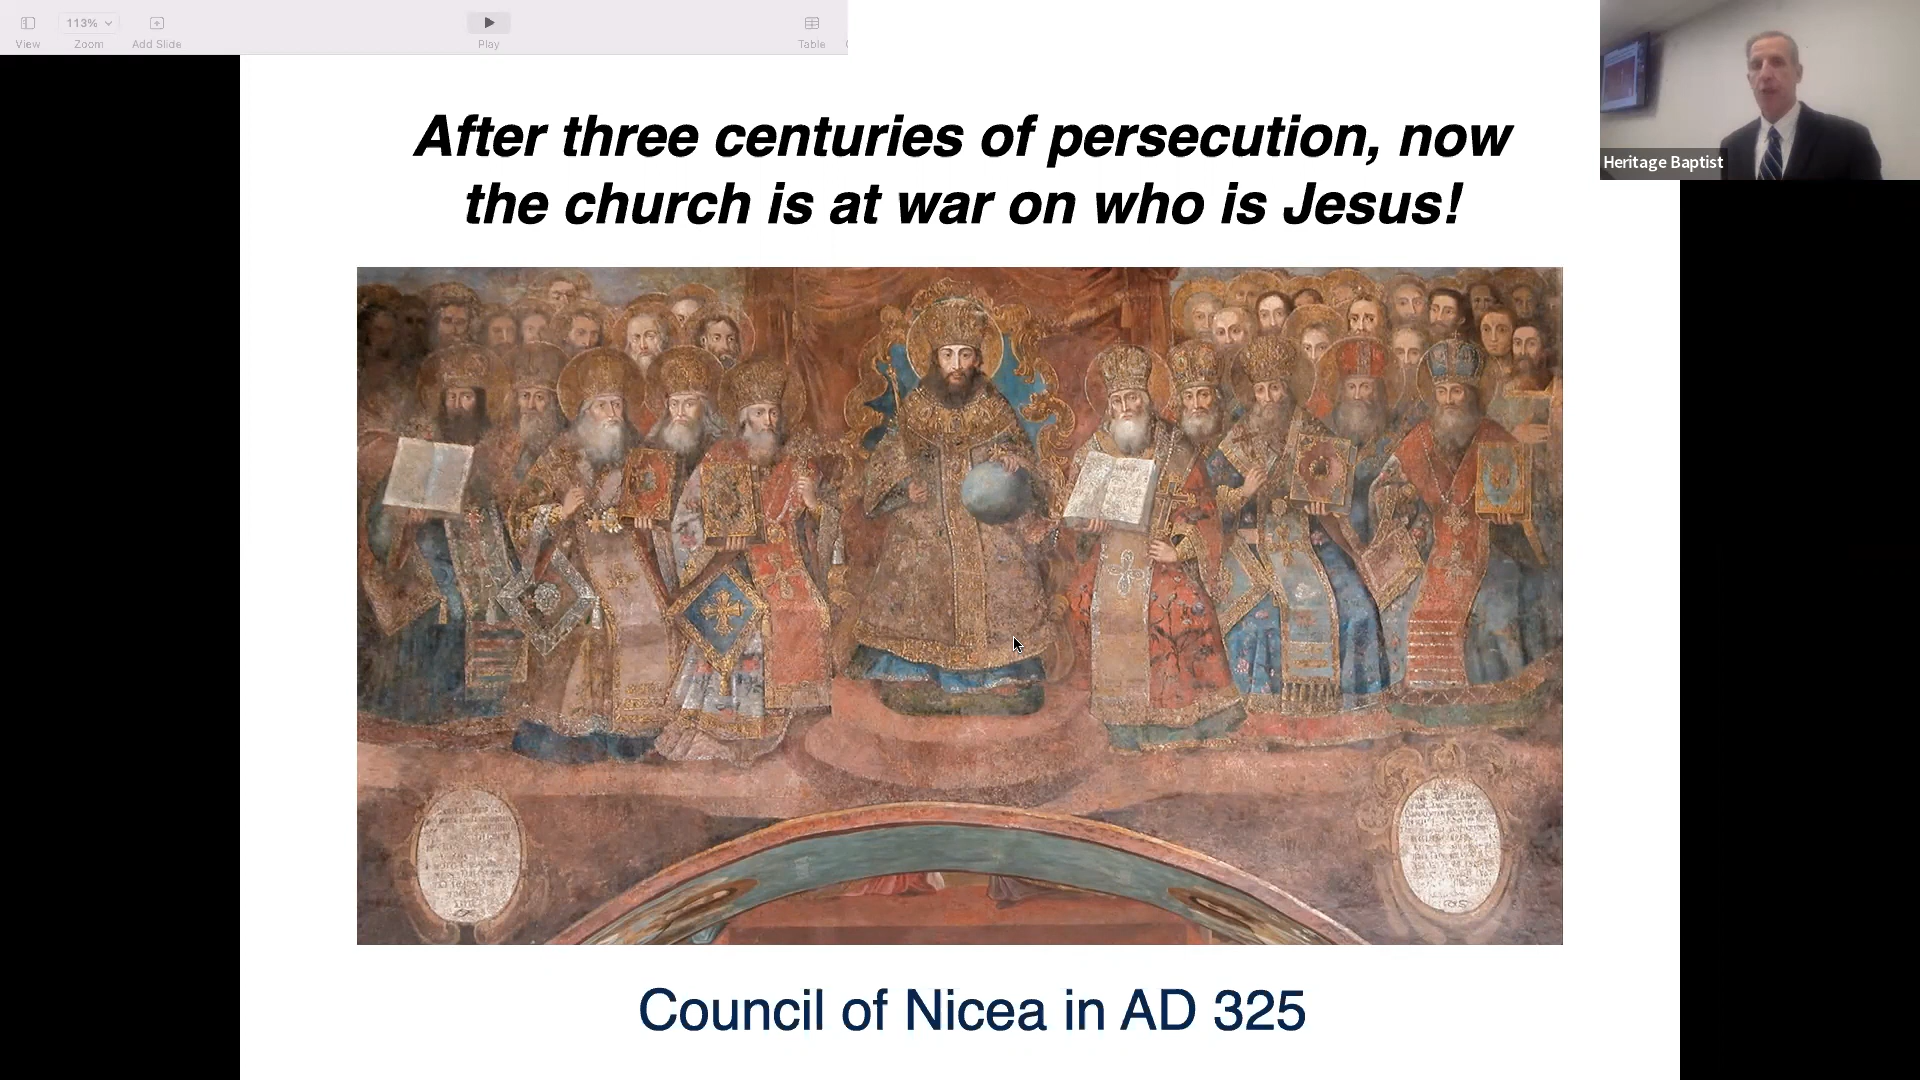 113%
View
Zoom
Add Slide
Play
Table
After three centuries of persecution, now
the church is at war on who is Jesus!
Heritage Baptist
Council of Nicea in AD 325